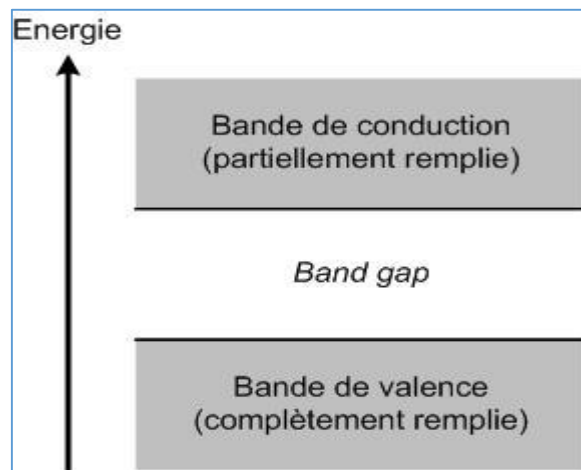 Energie
Bande de conduction
(partiellement remplie)
Band gap
Bande de valence
(complètement remplie)